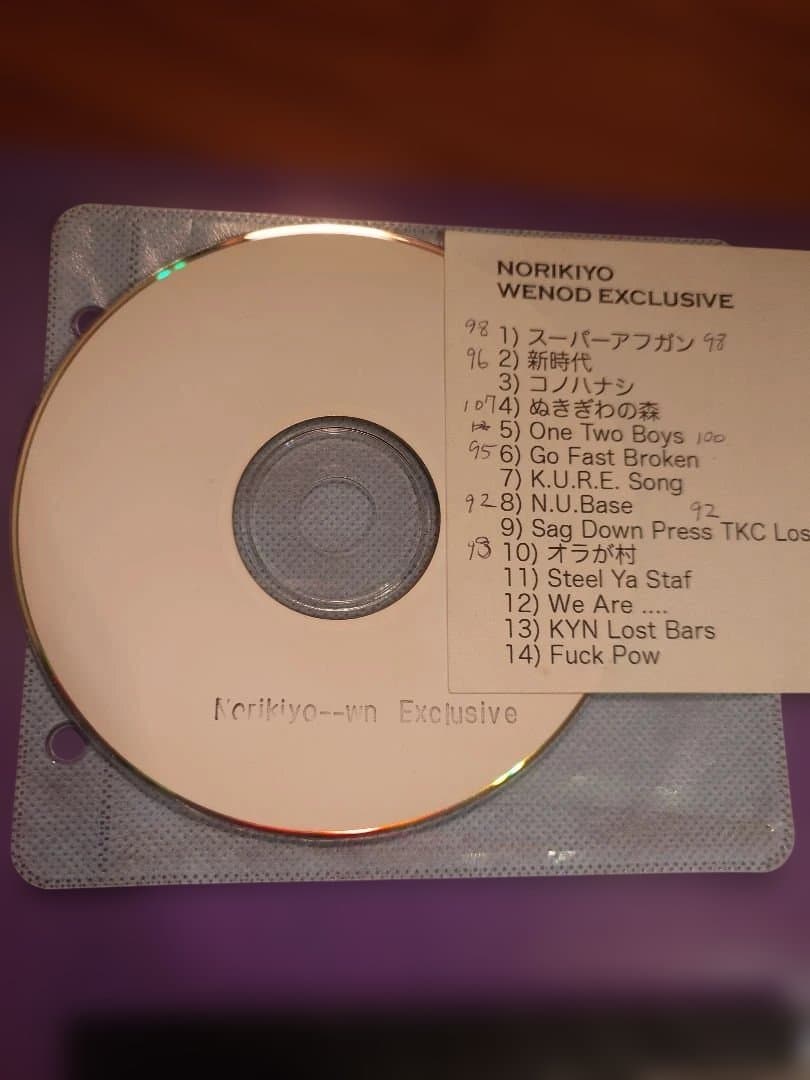 NORIKIYO
WENOD EXCLUSIVE
98 1) スーパーアフガン 98
96 2) 新時代
3) コノハナシ
107 4) ぬきぎわの森
5) One Two Boys 100
95 6) Go Fast Broken
7) K.U.R.E. Song
92 8) N.U.Base 92
9) Sag Down Press TKC Los
10) オラが村
11) Steel Ya Staf
12) We Are ....
13) KYN Lost Bars
14) Fuck Pow
Norikiyo--wn Exclusive